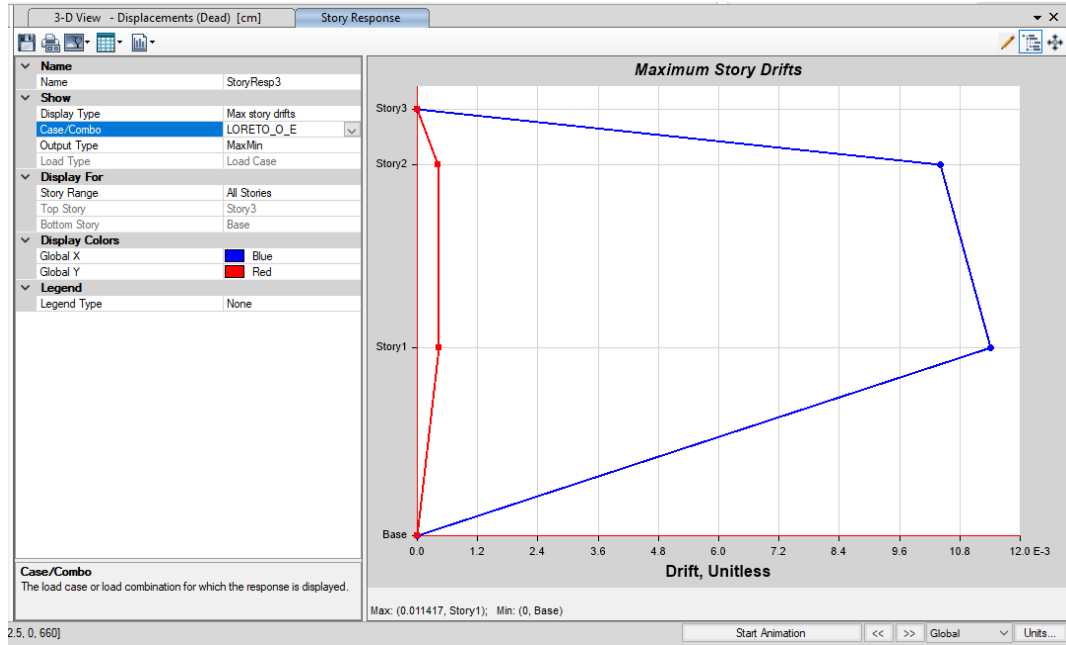 3-D View - Displacements (Dead) [cm]
Story Response
Name
Name StoryResp3
Show
Display Type Max story drifts
Case/Combo LORETO_O_E
Output Type MaxMin
Load Type Load Case
Display For
Story Range All Stories
Top Story Story3
Bottom Story Base
Display Colors
Global X Blue
Global Y Red
Legend
Legend Type None
Case/Combo
The load case or load combination for which the response is displayed.
Maximum Story Drifts
Story3
Story2
Story1
Base
0.0 1.2 2.4 3.6 4.8 6.0 7.2 8.4 9.6 10.8 12.0 E-3
Drift, Unitless
Max: (0.011417, Story1); Min: (0, Base)
2.5, 0, 660]
Start Animation << >> Global Units...